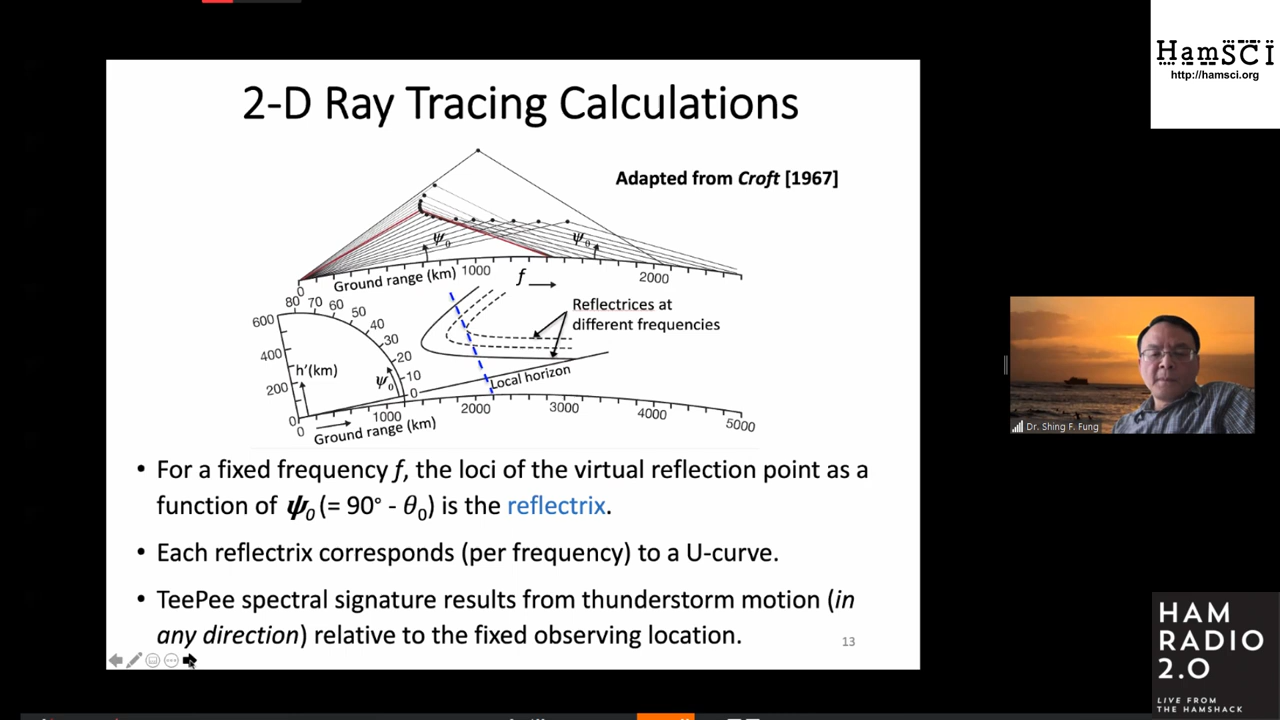 HamSCI
http://hamsci.org
2-D Ray Tracing Calculations
Adapted from Croft [1967]
ψ0
ψ0
0
Ground range (km)
1000
2000
f
80 70 60 50 40 30 20 10 0
600
400
200
0
h'(km)
ψ0
Reflectrices at
different frequencies
Local horizon
0
1000
2000
3000
4000
5000
Ground range (km)
• For a fixed frequency f, the loci of the virtual reflection point as a
function of ψ0 (= 90° - θ0) is the reflectrix.
• Each reflectrix corresponds (per frequency) to a U-curve.
• TeePee spectral signature results from thunderstorm motion (in
any direction) relative to the fixed observing location.
13
Dr. Shing F. Fung
HAM
RADIO
2.0
LIVE FROM
THE HAMSHACK